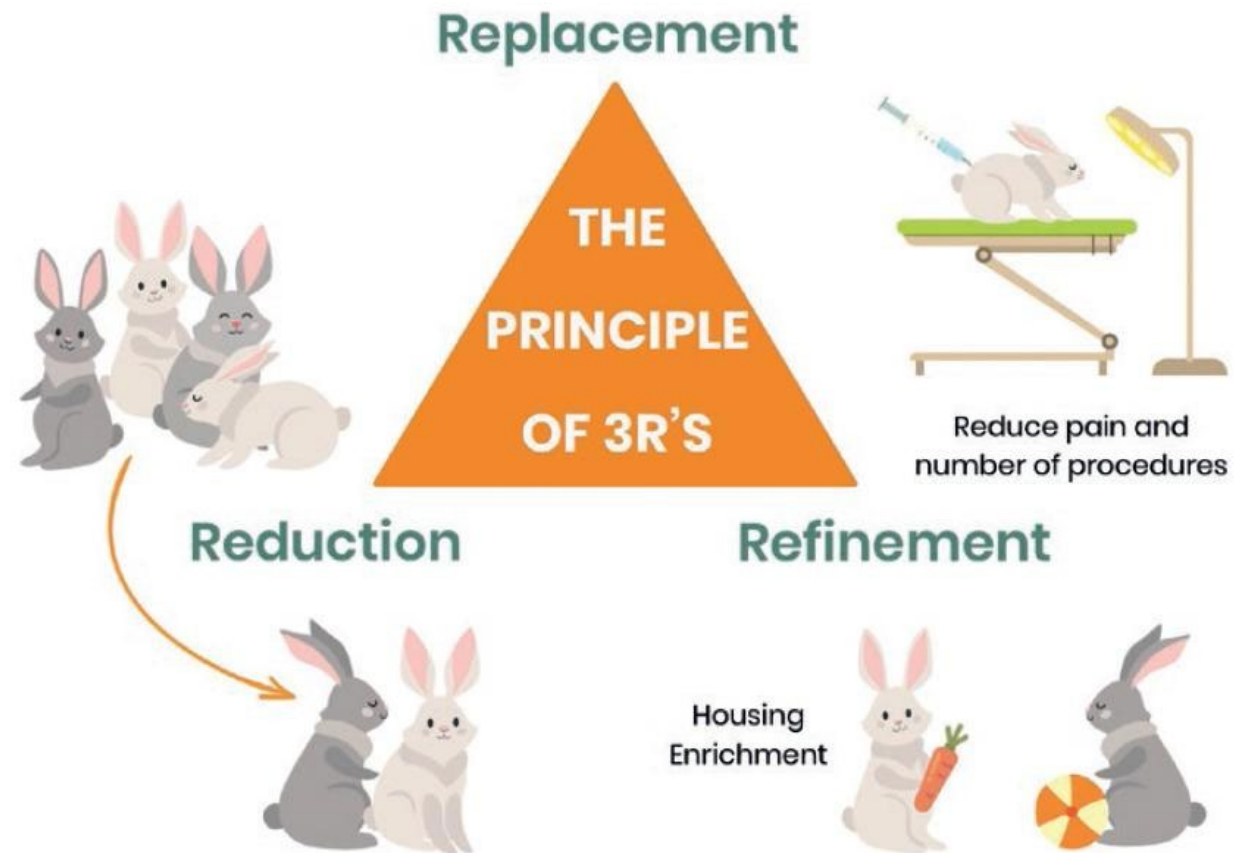 Replacement
THE
PRINCIPLE
OF 3R'S
Reduce pain and
number of procedures
Reduction
Refinement
Housing
Enrichment